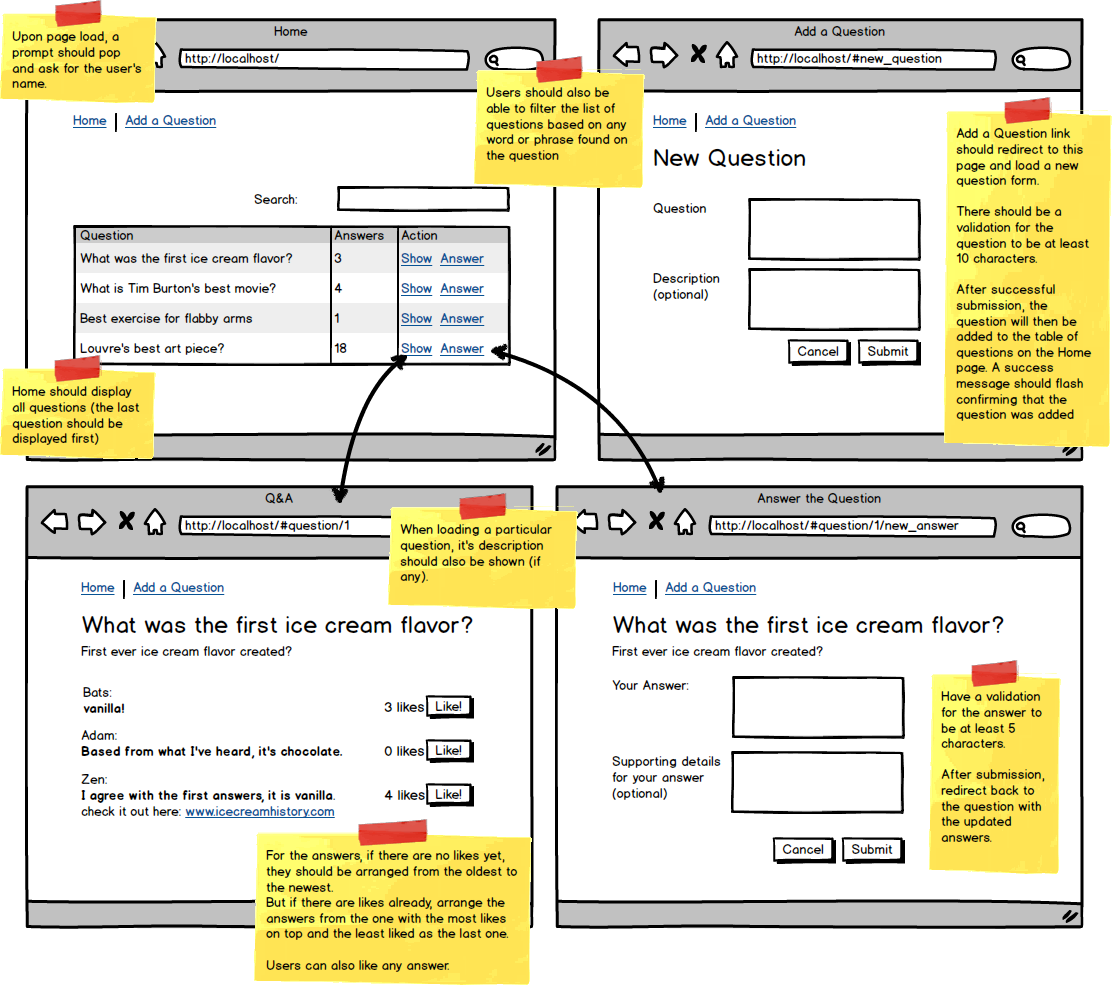 Upon page load, a
prompt should pop
and ask for the user's
name.
Home
http://localhost/
Users should also be
able to filter the list of
questions based on any
word or phrase found on
the question
Home
Add a Question
Search:
Question Answers Action
What was the first ice cream flavor? 3 Show Answer
What is Tim Burton's best movie? 4 Show Answer
Best exercise for flabby arms 1 Show Answer
Louvre's best art piece? 18 Show Answer
Home should display
all questions (the last
question should be
displayed first)
Add a Question
http://localhost/#new_question
Home
Add a Question
New Question
Question
Description
(optional)
Cancel
Submit
Add a Question link
should redirect to this
page and load a new
question form.
There should be a
validation for the
question to be at least
10 characters.
After successful
submission, the
question will then be
added to the table of
questions on the Home
page. A success
message should flash
confirming that the
question was added
Q&A
http://localhost/#question/1
When loading a particular
question, it's description
should also be shown (if
any).
Home
Add a Question
What was the first ice cream flavor?
First ever ice cream flavor created?
Bats:
vanilla!
3 likes Like!
Adam:
Based from what I've heard, it's chocolate.
0 likes Like!
Zen:
I agree with the first answers, it is vanilla.
4 likes Like!
check it out here: www.icecreamhistory.com
For the answers, if there are no likes yet,
they should be arranged from the oldest to
the newest.
But if there are likes already, arrange the
answers from the one with the most likes
on top and the least liked as the last one.
Users can also like any answer.
Answer the Question
http://localhost/#question/1/new_answer
Home
Add a Question
What was the first ice cream flavor?
First ever ice cream flavor created?
Your Answer:
Supporting details
for your answer
(optional)
Cancel
Submit
Have a validation
for the answer to
be at least 5
characters.
After submission,
redirect back to
the question with
the updated
answers.